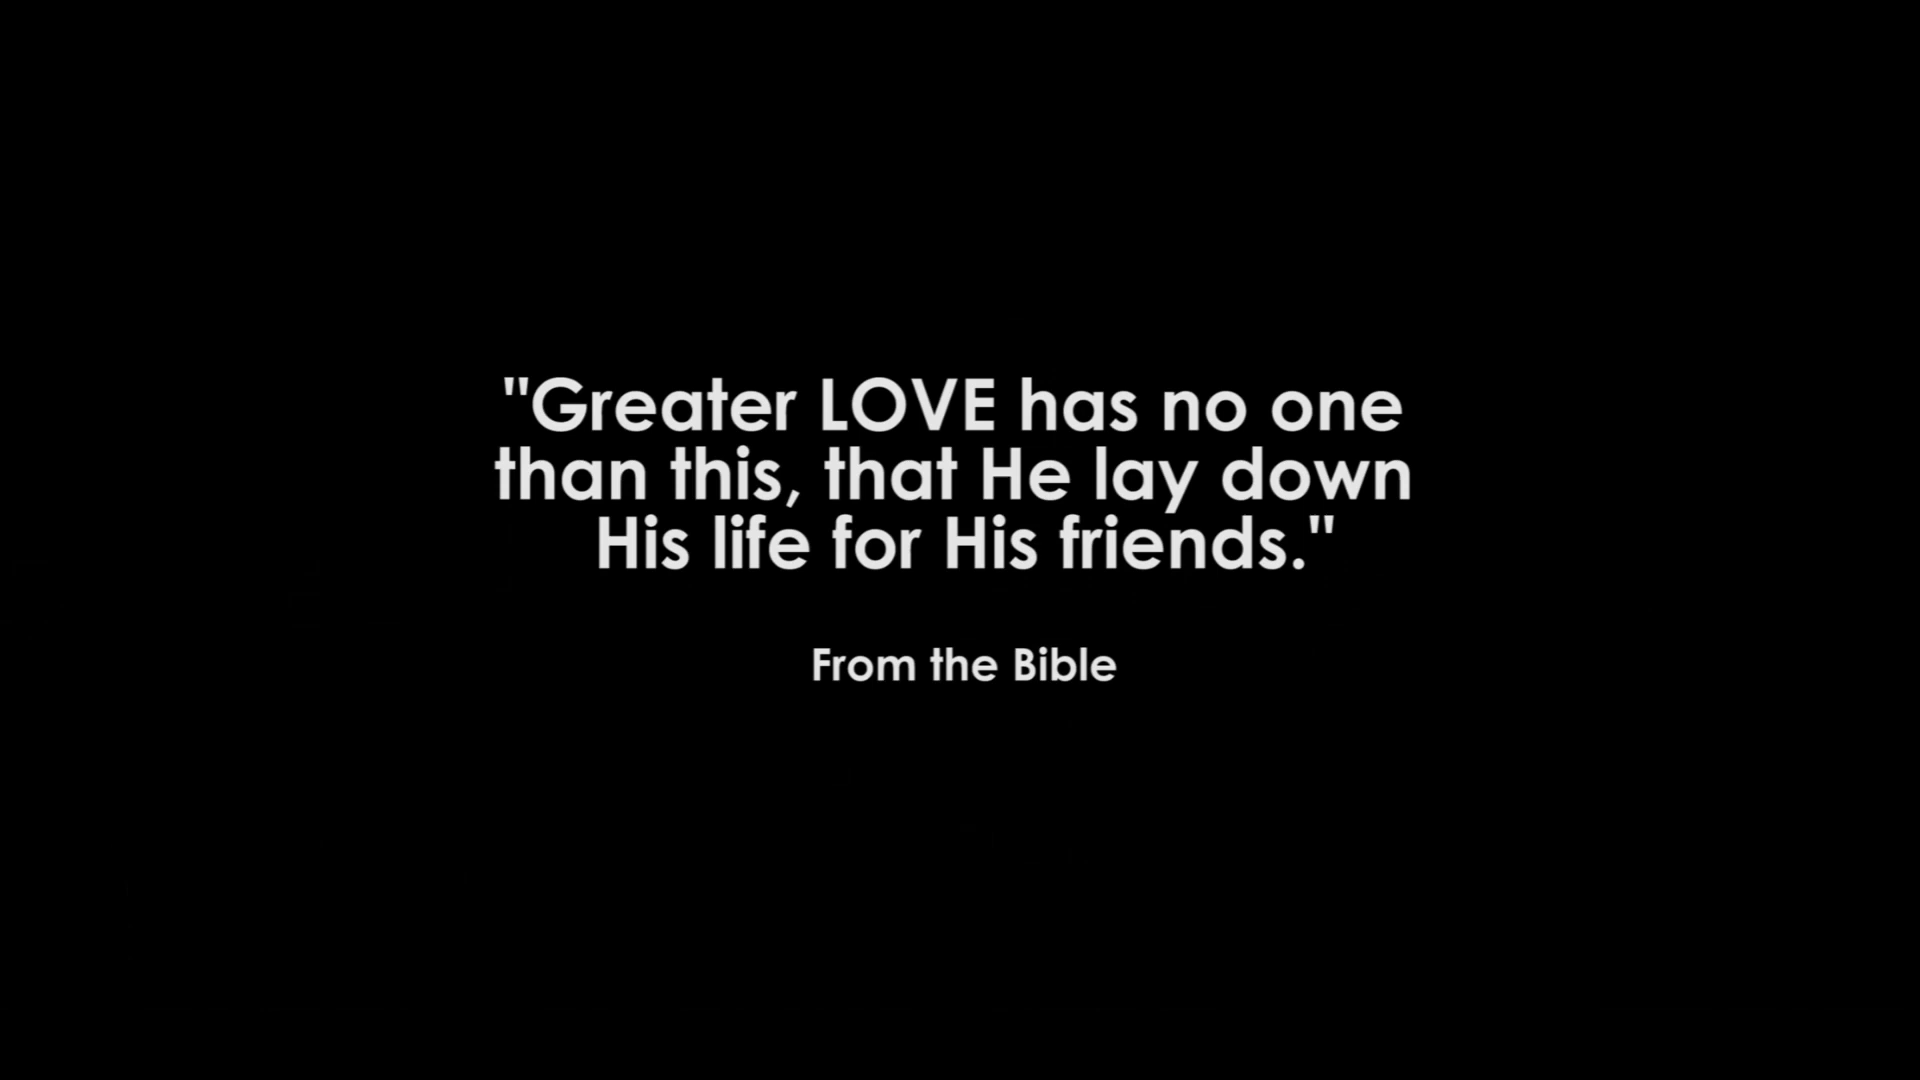 "Greater LOVE has no one
than this, that He lay down
His life for His friends."
From the Bible